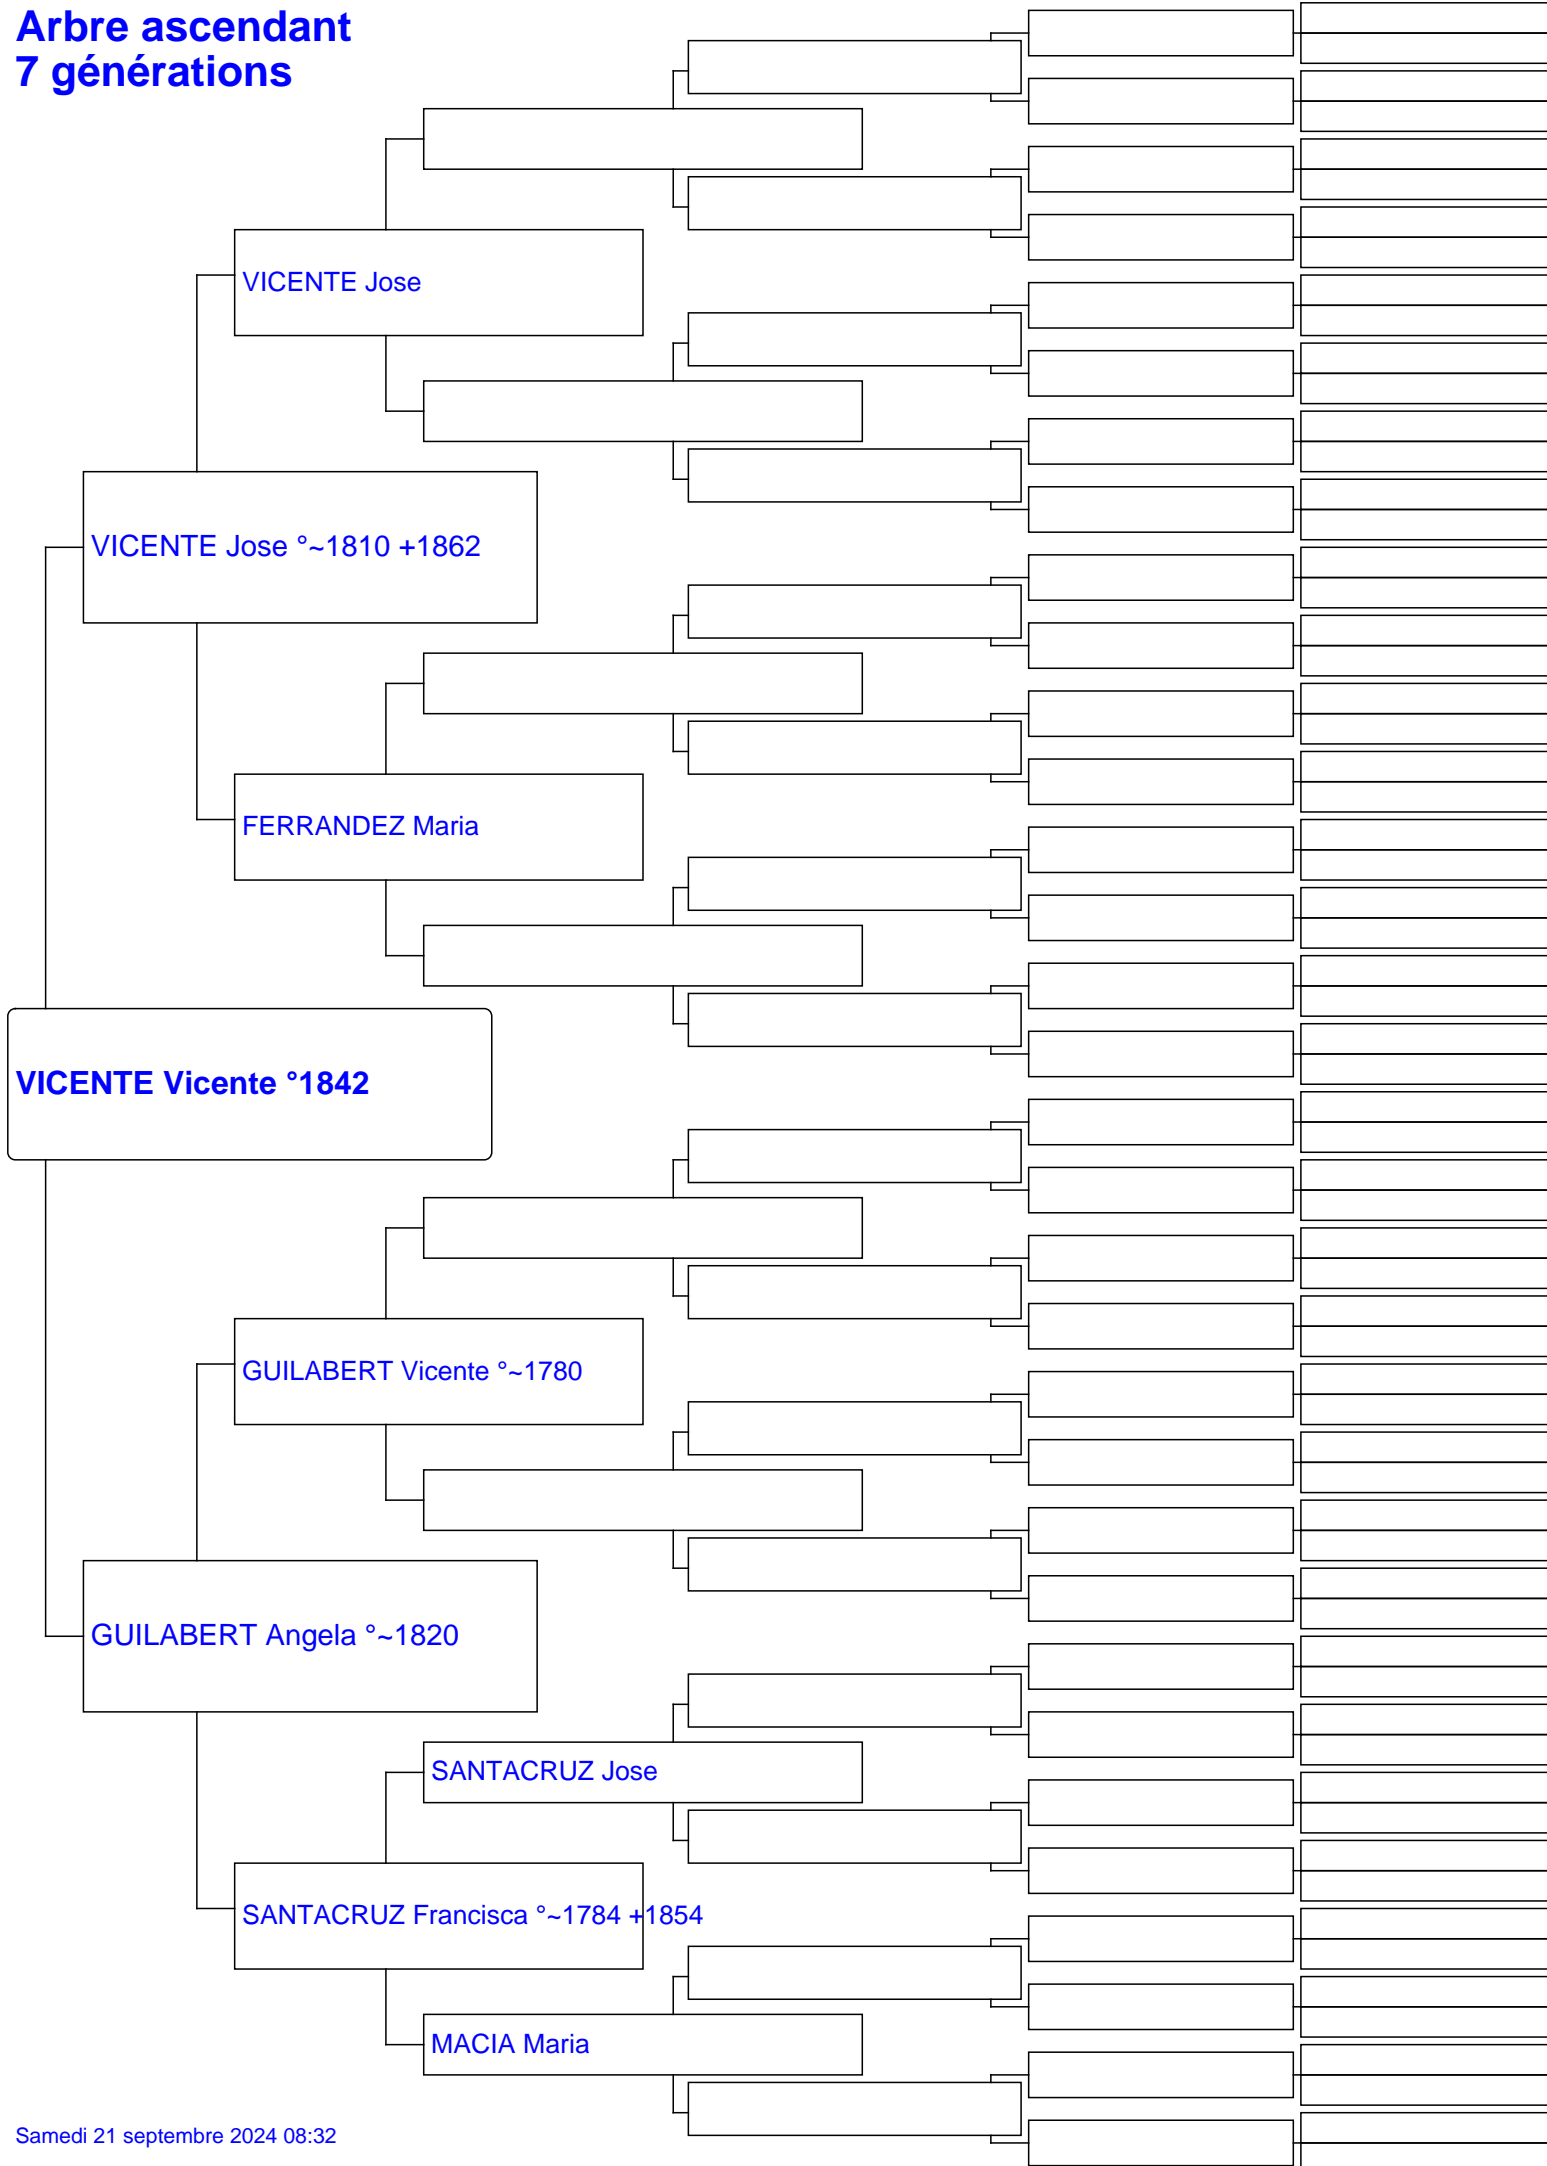 Arbre ascendant
7 générations
VICENTE Jose
VICENTE Jose °~1810 +1862
FERRANDEZ Maria
VICENTE Vicente °1842
GUILABERT Vicente °~1780
GUILABERT Angela °~1820
SANTACRUZ Jose
SANTACRUZ Francisca °~1784 +1854
MACIA Maria
Samedi 21 septembre 2024 08:32